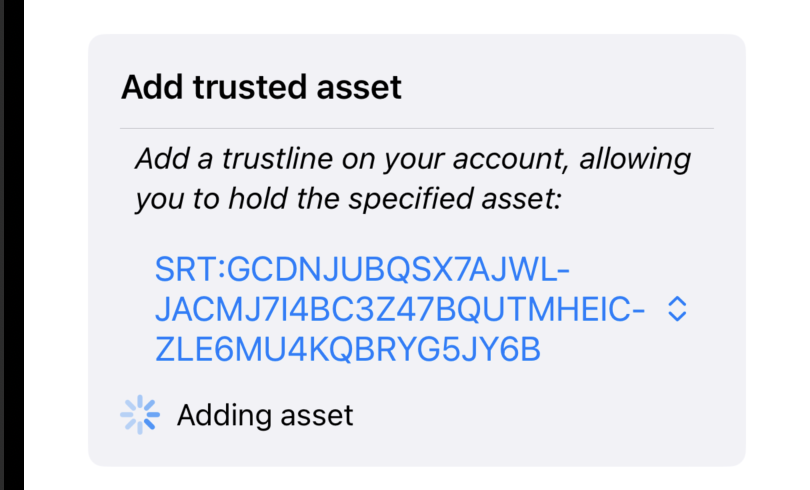 Add trusted asset
Add a trustline on your account, allowing
you to hold the specified asset:
SRT:GCDNJUBQSX7AJWL-
JACMJ7I4BC3Z47BQUTMHEIC-
ZLE6MU4KQBRYG5JY6B
Adding asset